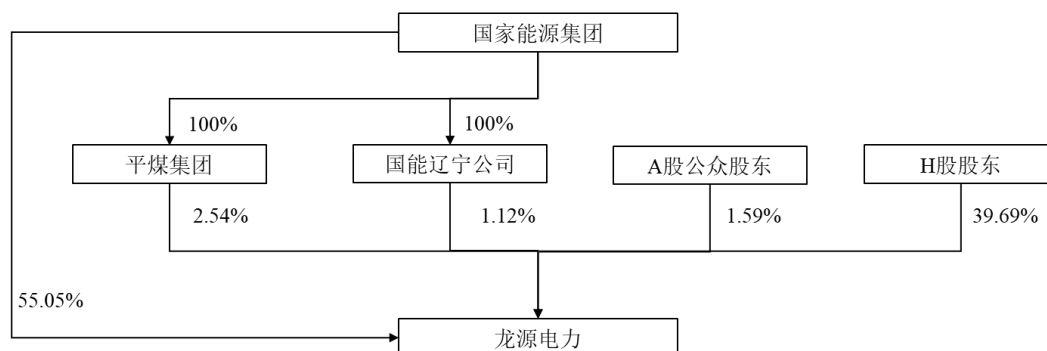 国家能源集团
100%
100%
平煤集团
国能辽宁公司
A股公众股东
H股股东
2.54%
1.12%
1.59%
39.69%
55.05%
龙源电力